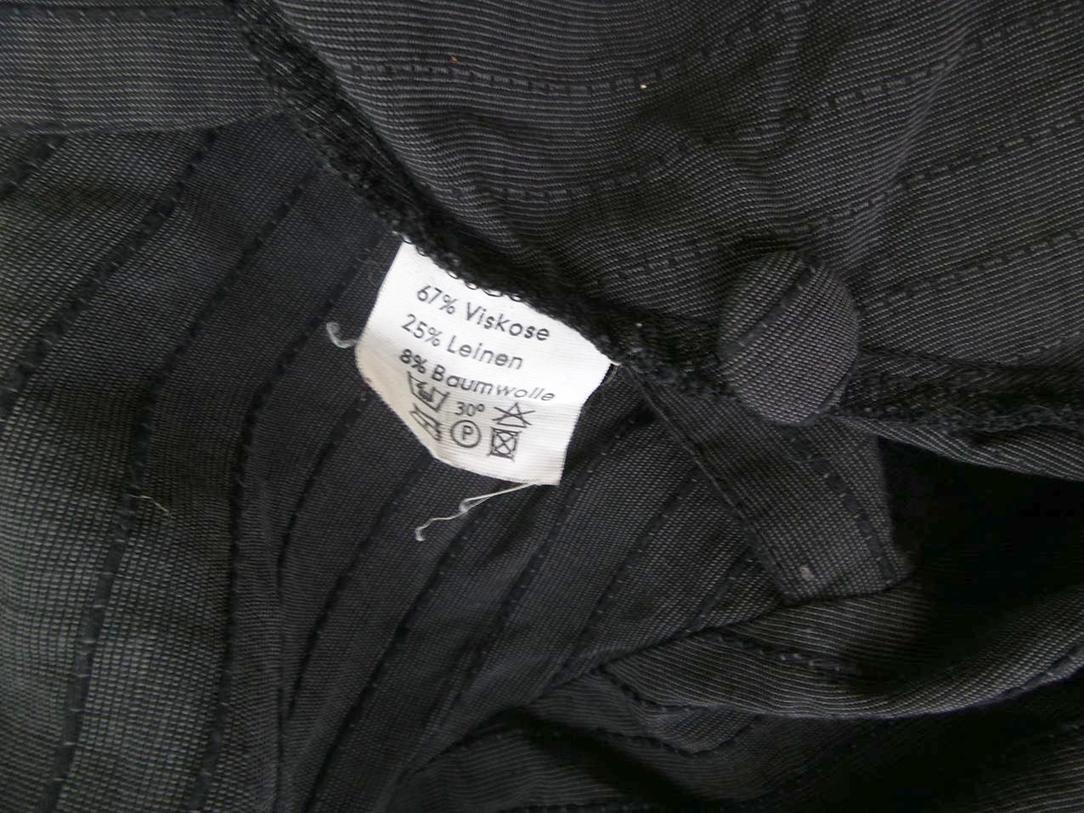 67% Viskose
25% Leinen
8% Baumwolle
30°
P